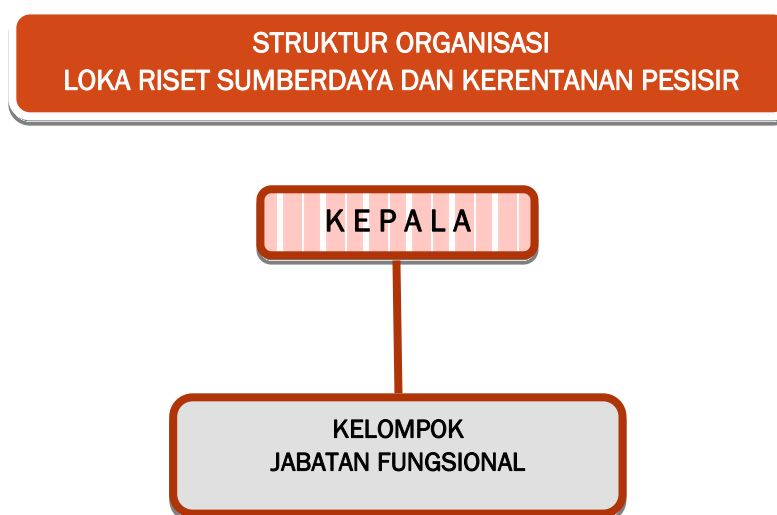 STRUKTUR ORGANISASI
LOKA RISET SUMBERDAYA DAN KERENTANAN PESISIR
K E P A L A
KELOMPOK
JABATAN FUNGSIONAL